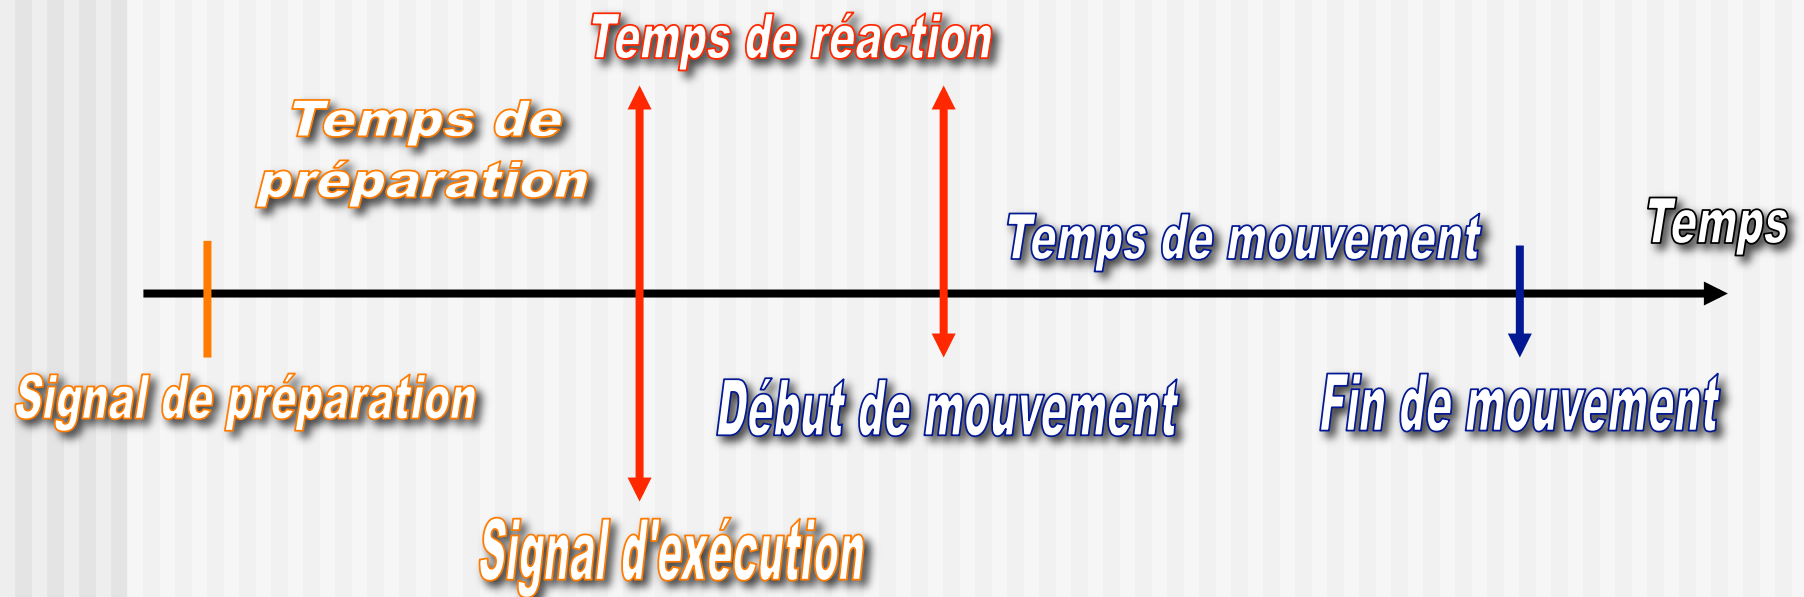 Temps de réaction
Temps de
préparation
Temps de mouvement
Temps
Signal de préparation
Début de mouvement
Fin de mouvement
Signal d'exécution